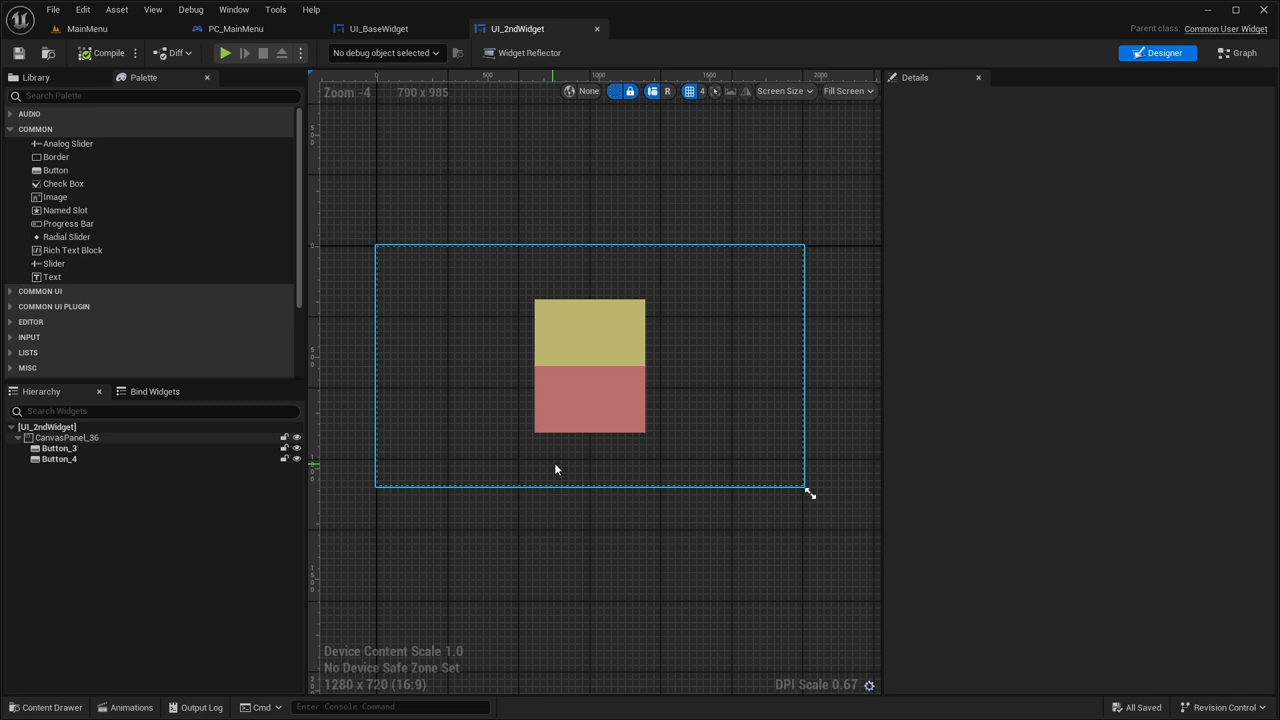 File Edit Asset View Debug Window Tools Help
MainMenu PC_MainMenu UI_BaseWidget UI_2ndWidget Parent class: Common User Widget
Compile Diff No debug object selected Widget Reflector Designer Graph
Library Palette
Search Palette
AUDIO
COMMON
Analog Slider
Border
Button
Check Box
Image
Named Slot
Progress Bar
Radial Slider
Rich Text Block
Slider
Text
COMMON UI
COMMON UI PLUGIN
EDITOR
INPUT
LISTS
MISC
Hierarchy Bind Widgets
Search Widgets
[UI_2ndWidget]
CanvasPanel_36
Button_3
Button_4
0 500 1000 1500 2000
Zoom -4 790 x 985 None R 4 Screen Size Fill Screen
Details
Device Content Scale 1.0
No Device Safe Zone Set
1280 x 720 (16:9) DPI Scale 0.67
Content Drawer Animations Output Log Cmd Enter Console Command All Saved Revision Control